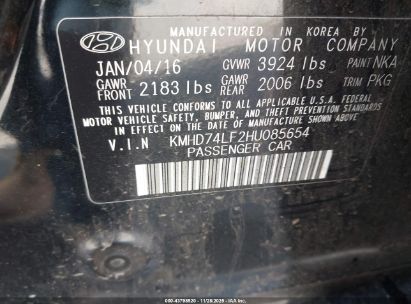 MANUFACTURED IN KOREA BY
HYUNDAI MOTOR COMPANY
JAN/04/16 GVWR 3924 lbs PAINT NKA
GAWR FRONT 2183 lbs GAWR REAR 2006 lbs TRIM PKG
THIS VEHICLE CONFORMS TO ALL APPLICABLE U.S.A. FEDERAL
MOTOR VEHICLE SAFETY, BUMPER, AND THEFT PREVENTION STANDARDS
IN EFFECT ON THE DATE OF MANUFACTURE SHOWN ABOVE.
V.I.N KMHD74LF2HU085654
PASSENGER CAR